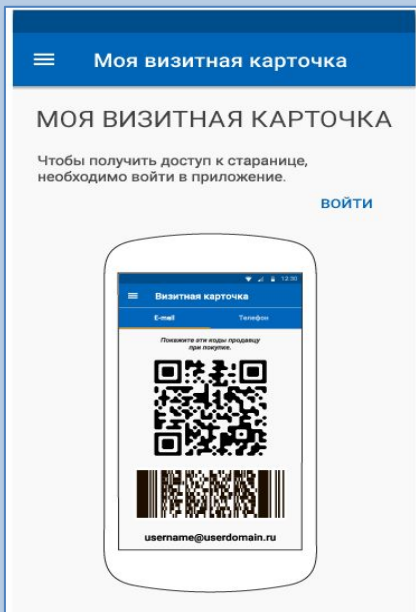 Моя визитная карточка
МОЯ ВИЗИТНАЯ КАРТОЧКА
Чтобы получить доступ к старанице,
необходимо войти в приложение.
ВОЙТИ
12:30
Визитная карточка
E-mail Телефон
Покажите эти коды продавцу
при покупке.
username@userdomain.ru